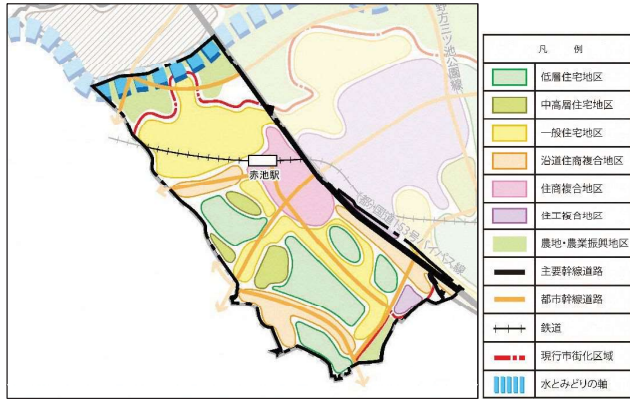 野方三ツ池公園線
赤池駅
国道153号バイパス線
凡 例
低層住宅地区
中高層住宅地区
一般住宅地区
沿道住商複合地区
住商複合地区
住工複合地区
農地・農業振興地区
主要幹線道路
都市幹線道路
鉄道
現行市街化区域
水とみどりの軸